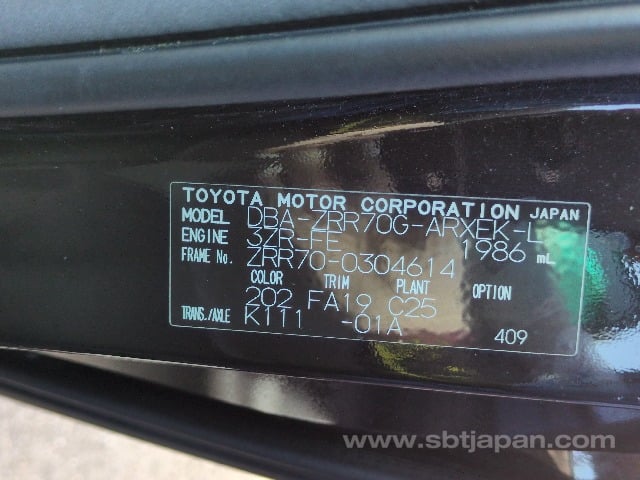 TOYOTA MOTOR CORPORATION JAPAN
MODEL DBA-ZRR70G-ARXEK-L
ENGINE 3ZR-FE 1986 mL
FRAME No. ZRR70-0304614
COLOR TRIM PLANT OPTION
202 FA19 C25
TRANS./AXLE K111 -01A
409
www.sbtjapan.com